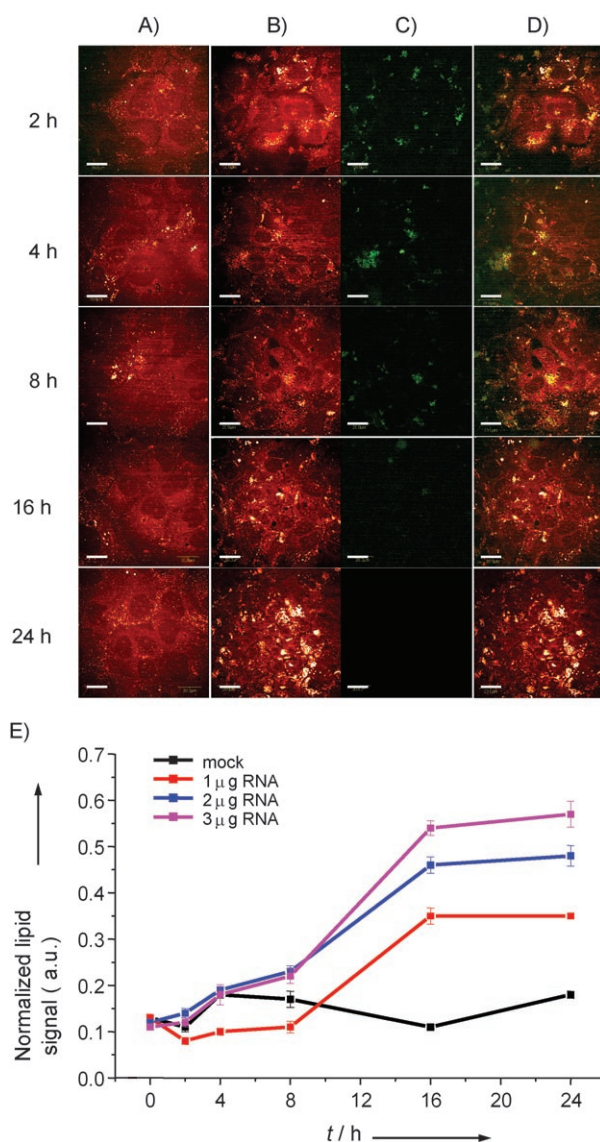 A) B) C) D)
2 h
4 h
8 h
16 h
24 h
E)
0.7
0.6
0.5
0.4
0.3
0.2
0.1
0.0
Normalized lipid
signal ( a.u.)
mock
1 μg RNA
2 μg RNA
3 μg RNA
0 4 8 12 16 20 24
t / h